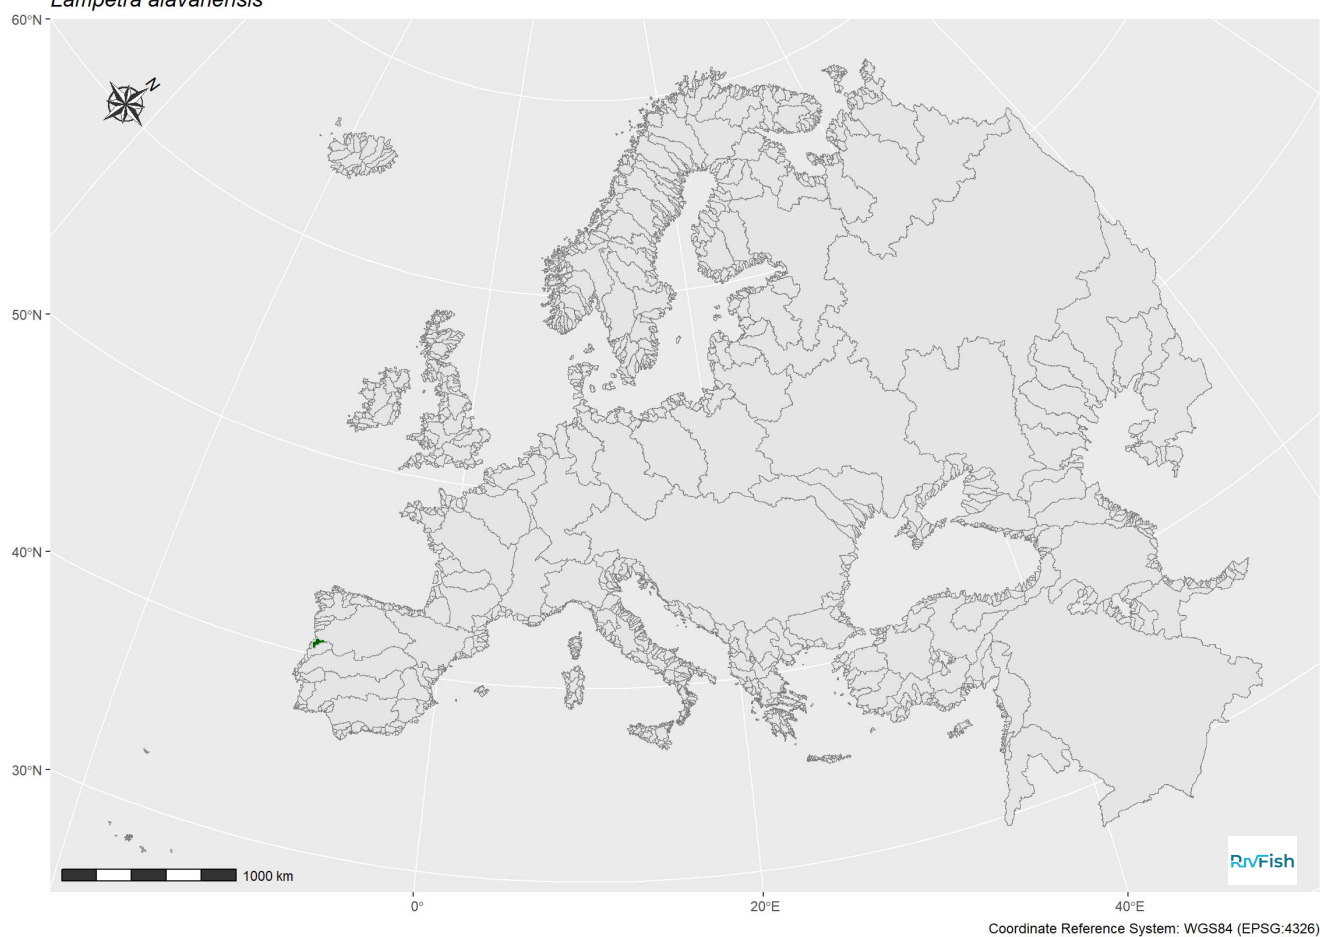 Lampetra alavariensis
60°N
N
50°N
40°N
30°N
1000 km
RivFish
0°
20°E
40°E
Coordinate Reference System: WGS84 (EPSG:4326)